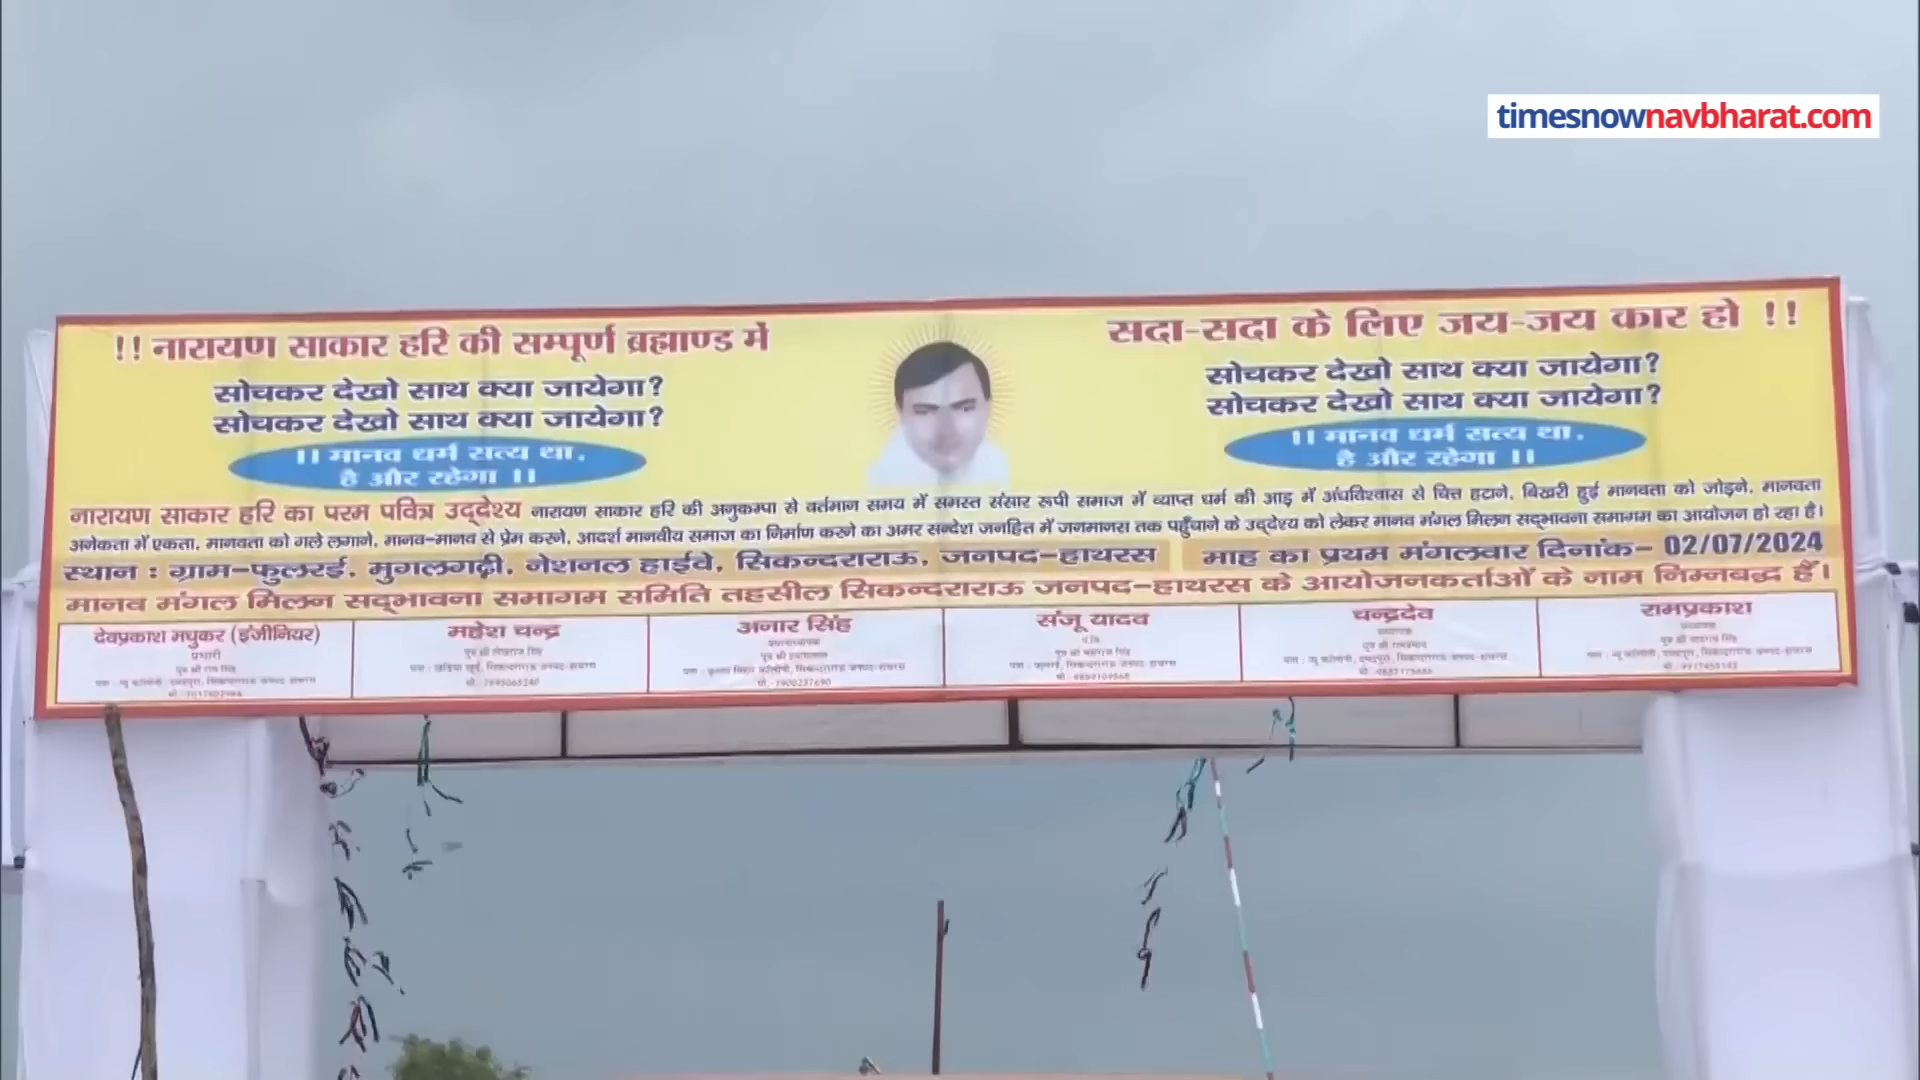 timesnownavbharat.com
!! नारायण साकार हरि की सम्पूर्ण ब्रह्माण्ड में
सदा-सदा के लिए जय-जय कार हो !!
सोचकर देखो साथ क्या जायेगा?
सोचकर देखो साथ क्या जायेगा?
।। मानव धर्म सत्य था,
है और रहेगा ।।
सोचकर देखो साथ क्या जायेगा?
सोचकर देखो साथ क्या जायेगा?
।। मानव धर्म सत्य था,
है और रहेगा ।।
नारायण साकार हरि का परम पवित्र उद्देश्य नारायण साकार हरि की अनुकम्पा से वर्तमान समय में समस्त संसार रूपी समाज में व्याप्त धर्म की आड़ में अंधविश्वास से चित्त हटाने, बिखरी हुई मानवता को जोड़ने, मानवता
अनेकता में एकता, मानवता को गले लगाने, मानव-मानव से प्रेम करने, आदर्श मानवीय समाज का निर्माण करने का अमर सन्देश जनहित में जनमानस तक पहुँचाने के उद्देश्य को लेकर मानव मंगल मिलन सद्भावना समागम का आयोजन हो रहा है।
स्थान : ग्राम-फुलरई, मुगलगढ़ी, नेशनल हाईवे, सिकन्दराराऊ, जनपद-हाथरस माह का प्रथम मंगलवार दिनांक- 02/07/2024
मानव मंगल मिलन सद्भावना समागम समिति तहसील सिकन्दराराऊ जनपद-हाथरस के आयोजनकर्ताओं के नाम निम्नबद्ध हैं।
देवप्रकाश मधुकर (इंजीनियर)
प्रभारी
महेश चन्द्र
अनार सिंह
संजू यादव
चन्द्रदेव
रामप्रकाश